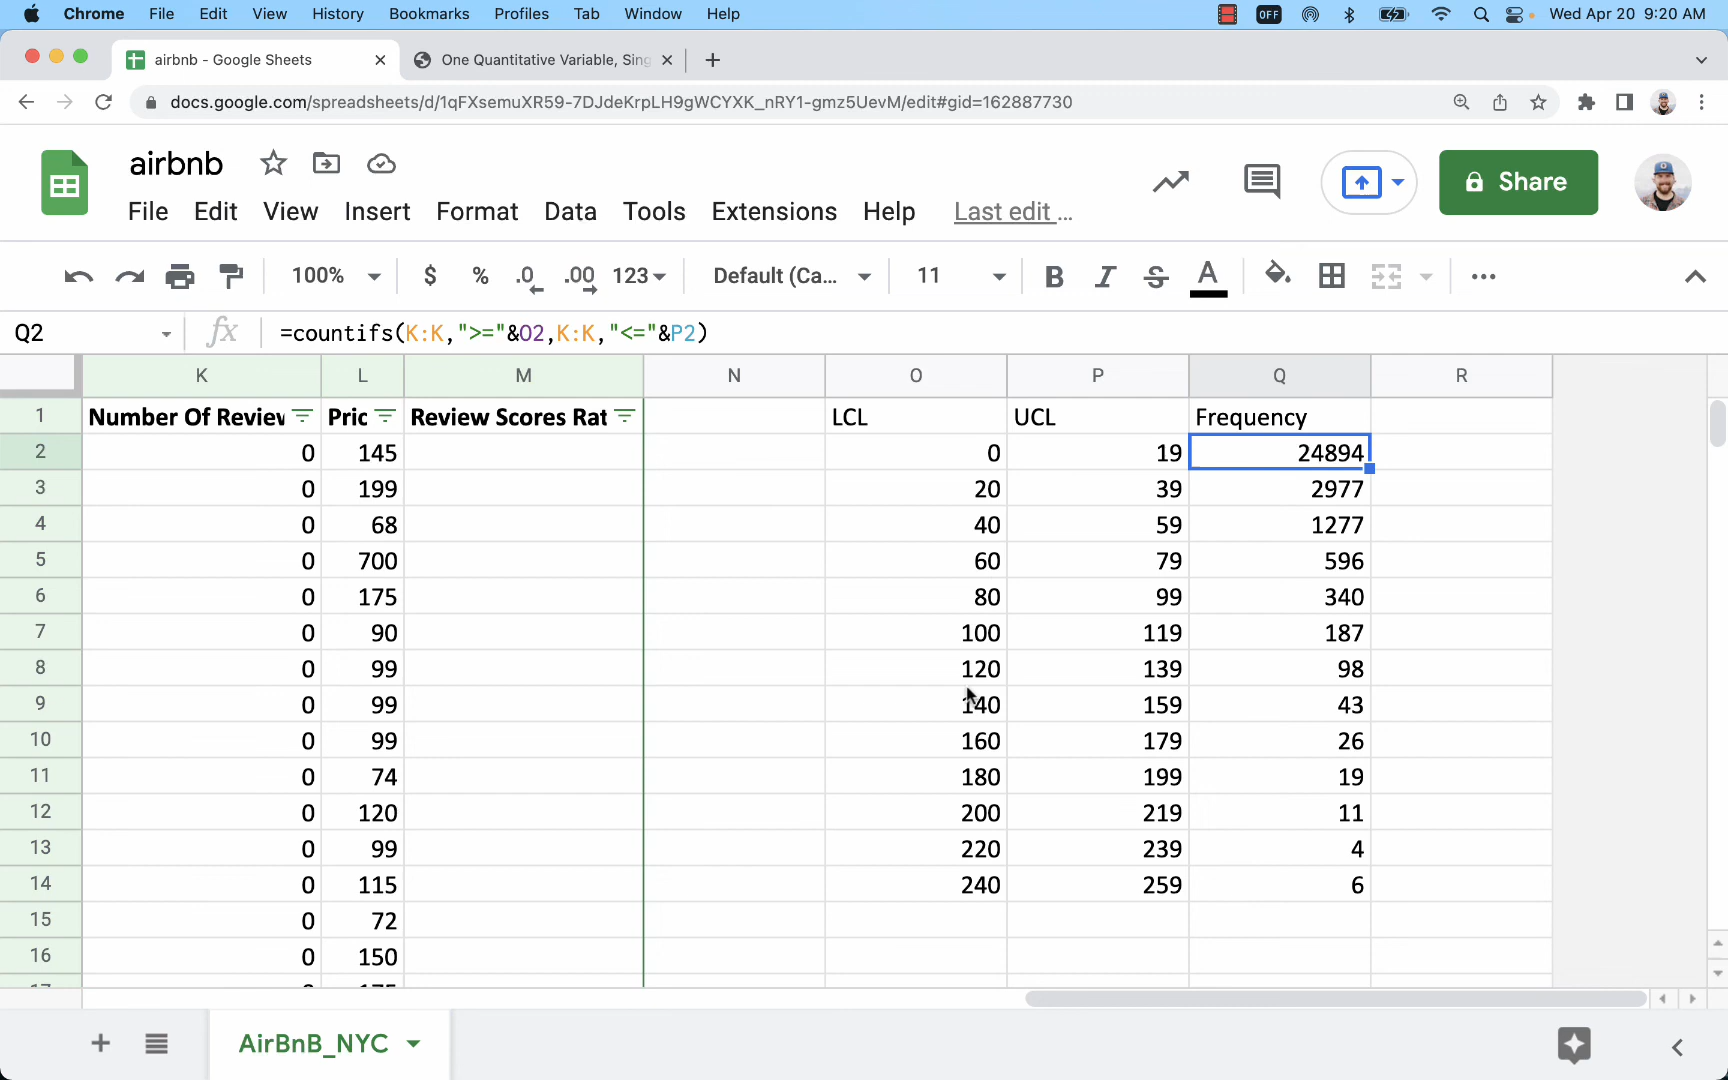 Chrome File Edit View History Bookmarks Profiles Tab Window Help OFF Wed Apr 20 9:20 AM
airbnb - Google Sheets One Quantitative Variable, Sing
docs.google.com/spreadsheets/d/1qFXsemuXR59-7DJdeKrpLH9gWCYXK_nRY1-gmz5UevM/edit#gid=162887730
airbnb
Share
File Edit View Insert Format Data Tools Extensions Help Last edit ...
100% $ % .0 .00 123 Default (Ca... 11 B I S A
Q2 fx =countifs(K:K,">="&O2,K:K,"<="&P2)
K L M N O P Q R
1 Number Of Review Pric Review Scores Rat LCL UCL Frequency
2 0 145 0 19 24894
3 0 199 20 39 2977
4 0 68 40 59 1277
5 0 700 60 79 596
6 0 175 80 99 340
7 0 90 100 119 187
8 0 99 120 139 98
9 0 99 140 159 43
10 0 99 160 179 26
11 0 74 180 199 19
12 0 120 200 219 11
13 0 99 220 239 4
14 0 115 240 259 6
15 0 72
16 0 150
AirBnB_NYC